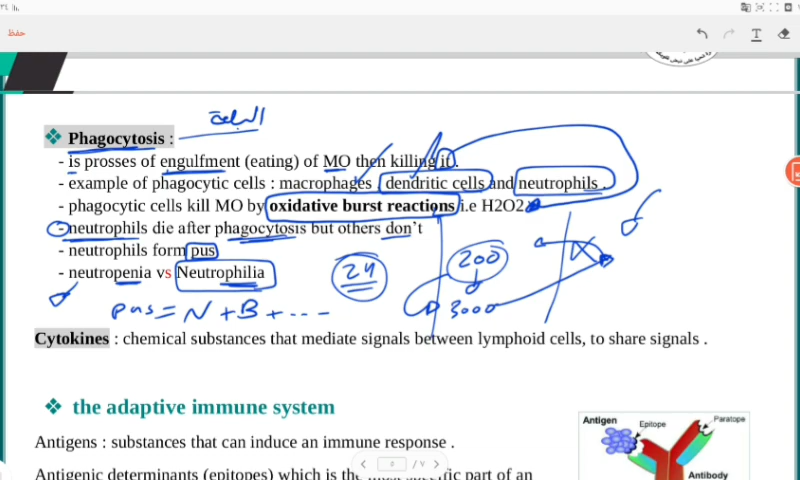 حفظ
البلعمة
❖ Phagocytosis :
- is prosses of engulfment (eating) of MO then killing it .
- example of phagocytic cells : macrophages , dendritic cells and neutrophils .
- phagocytic cells kill MO by oxidative burst reactions i.e H2O2
- neutrophils die after phagocytosis but others don't
- neutrophils form pus
- neutropenia vs Neutrophilia
24
200
3000
pus = N + B + ...
Cytokines : chemical substances that mediate signals between lymphoid cells, to share signals .
❖ the adaptive immune system
Antigens : substances that can induce an immune response .
Antigenic determinants (epitopes) which is the specific part of an
Antigen
Epitope
Paratope
Antibody